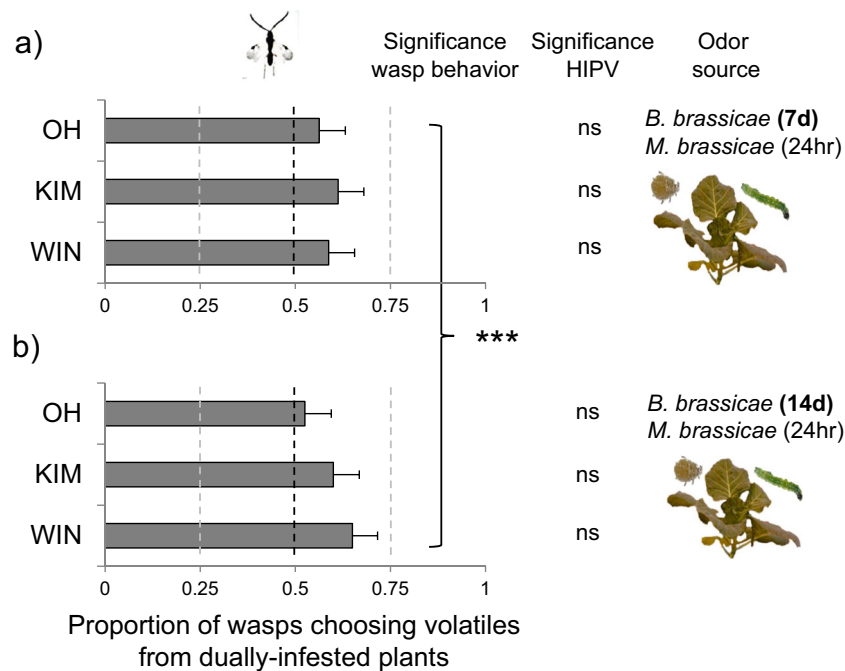 a)
Significance
wasp behavior
Significance
HIPV
Odor
source
OH
ns
B. brassicae (7d)
M. brassicae (24hr)
KIM
ns
WIN
ns
0 0.25 0.5 0.75 1
***
b)
OH
ns
B. brassicae (14d)
M. brassicae (24hr)
KIM
ns
WIN
ns
0 0.25 0.5 0.75 1
Proportion of wasps choosing volatiles
from dually-infested plants